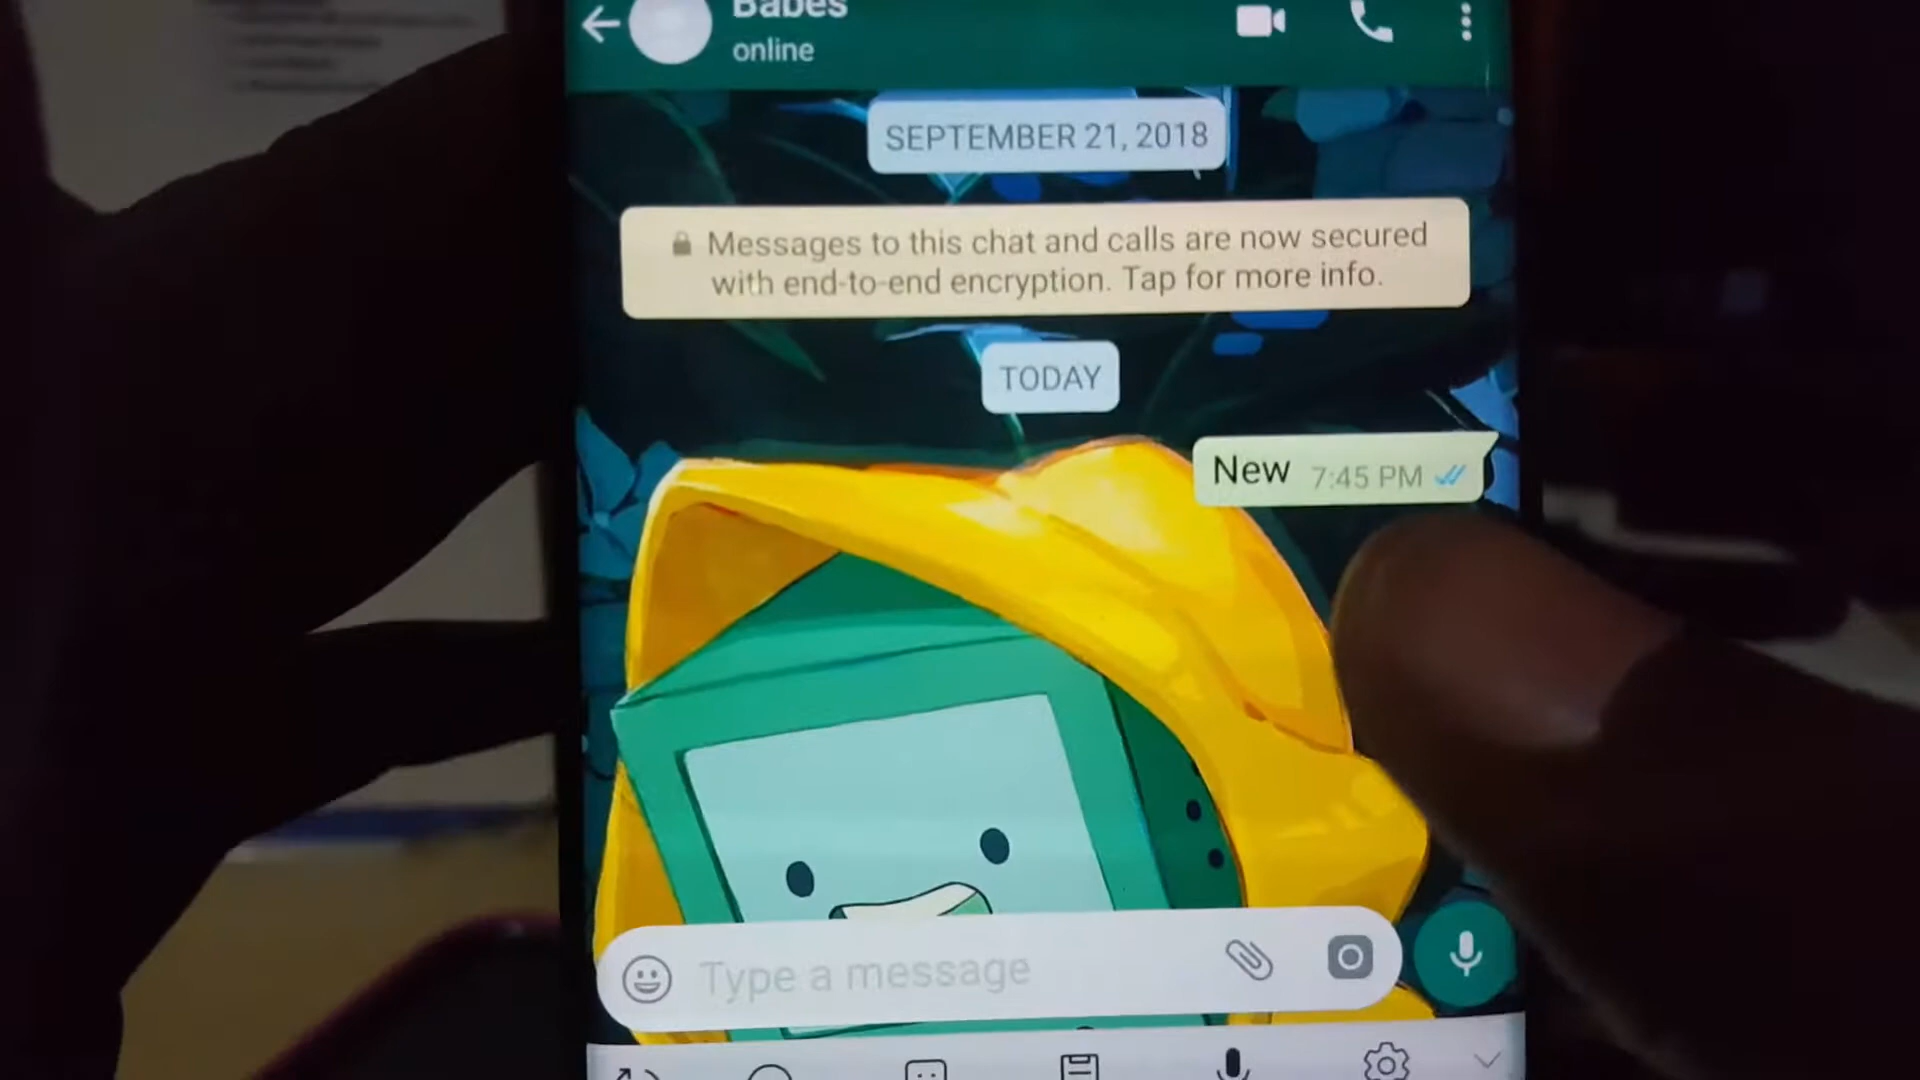 Babes
online
SEPTEMBER 21, 2018
Messages to this chat and calls are now secured
with end-to-end encryption. Tap for more info.
TODAY
New 7:45 PM
Type a message